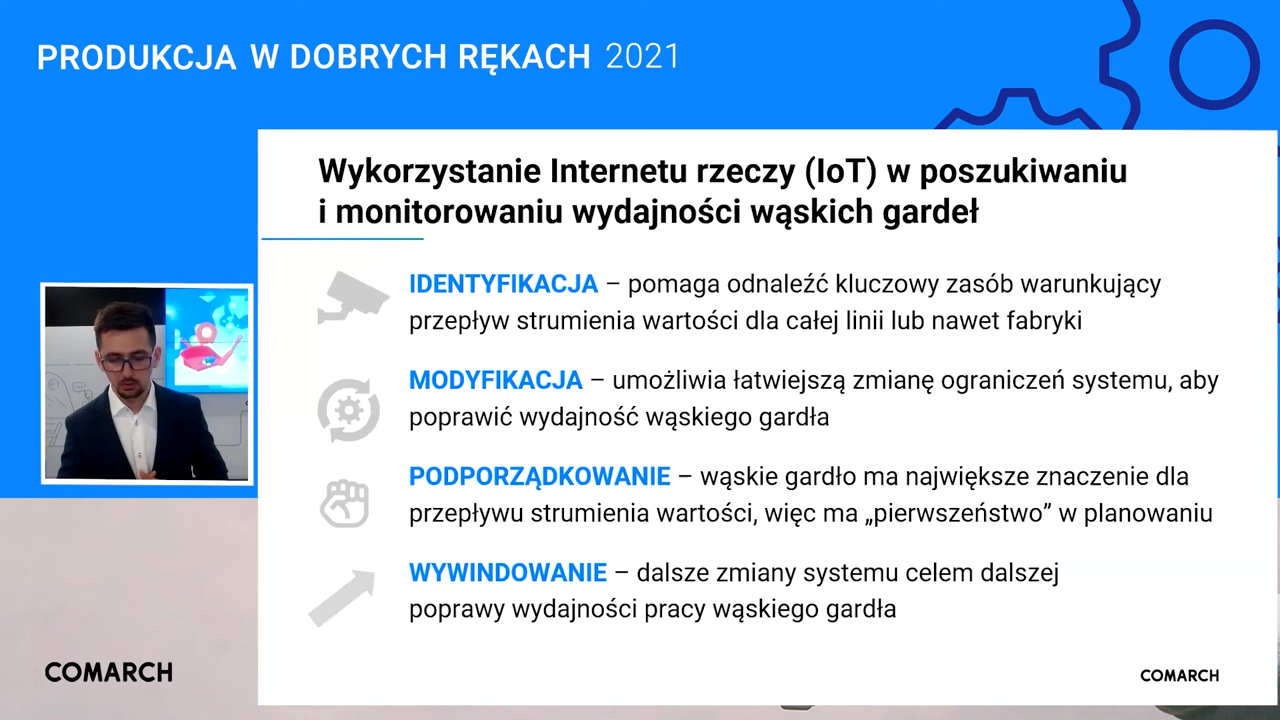 PRODUKCJA W DOBRYCH RĘKACH 2021
Wykorzystanie Internetu rzeczy (IoT) w poszukiwaniu
i monitorowaniu wydajności wąskich gardeł
IDENTYFIKACJA – pomaga odnaleźć kluczowy zasób warunkujący
przepływ strumienia wartości dla całej linii lub nawet fabryki
MODYFIKACJA – umożliwia łatwiejszą zmianę ograniczeń systemu, aby
poprawić wydajność wąskiego gardła
PODPORZĄDKOWANIE – wąskie gardło ma największe znaczenie dla
przepływu strumienia wartości, więc ma „pierwszeństwo” w planowaniu
WYWINDOWANIE – dalsze zmiany systemu celem dalszej
poprawy wydajności pracy wąskiego gardła
COMARCH
COMARCH